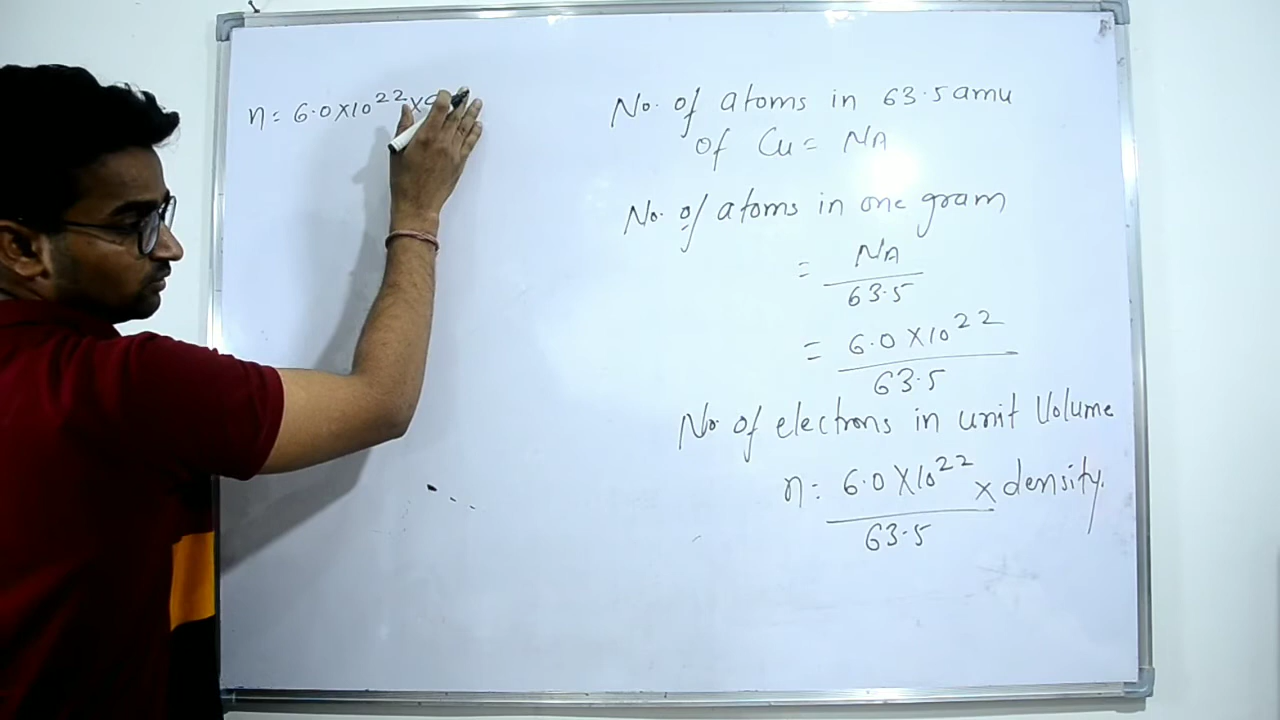 n = 6.0×10²²×
No. of atoms in 63.5 amu
of Cu = NA
No. of atoms in one gram
= NA
63.5
= 6.0×10²²
63.5
No of electrons in unit Volume
n = 6.0×10²² × density.
63.5